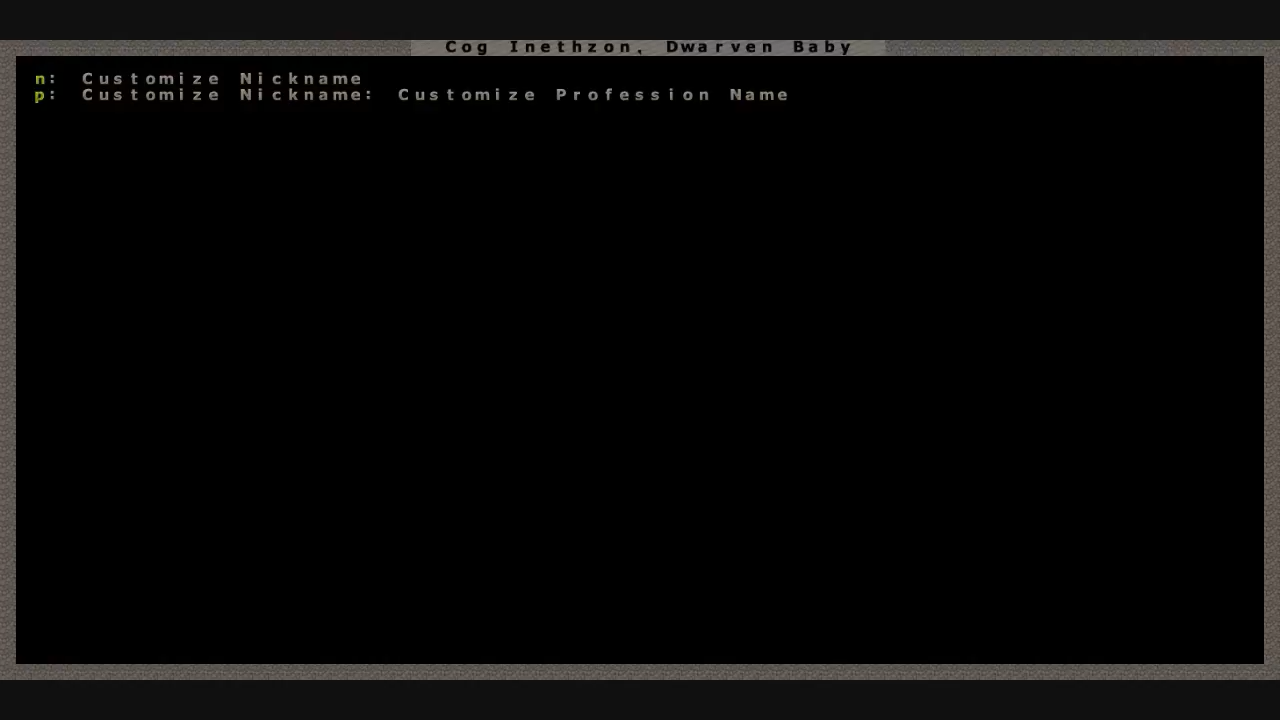 Cog Inethzon, Dwarven Baby
n: Customize Nickname
p: Customize Nickname: Customize Profession Name